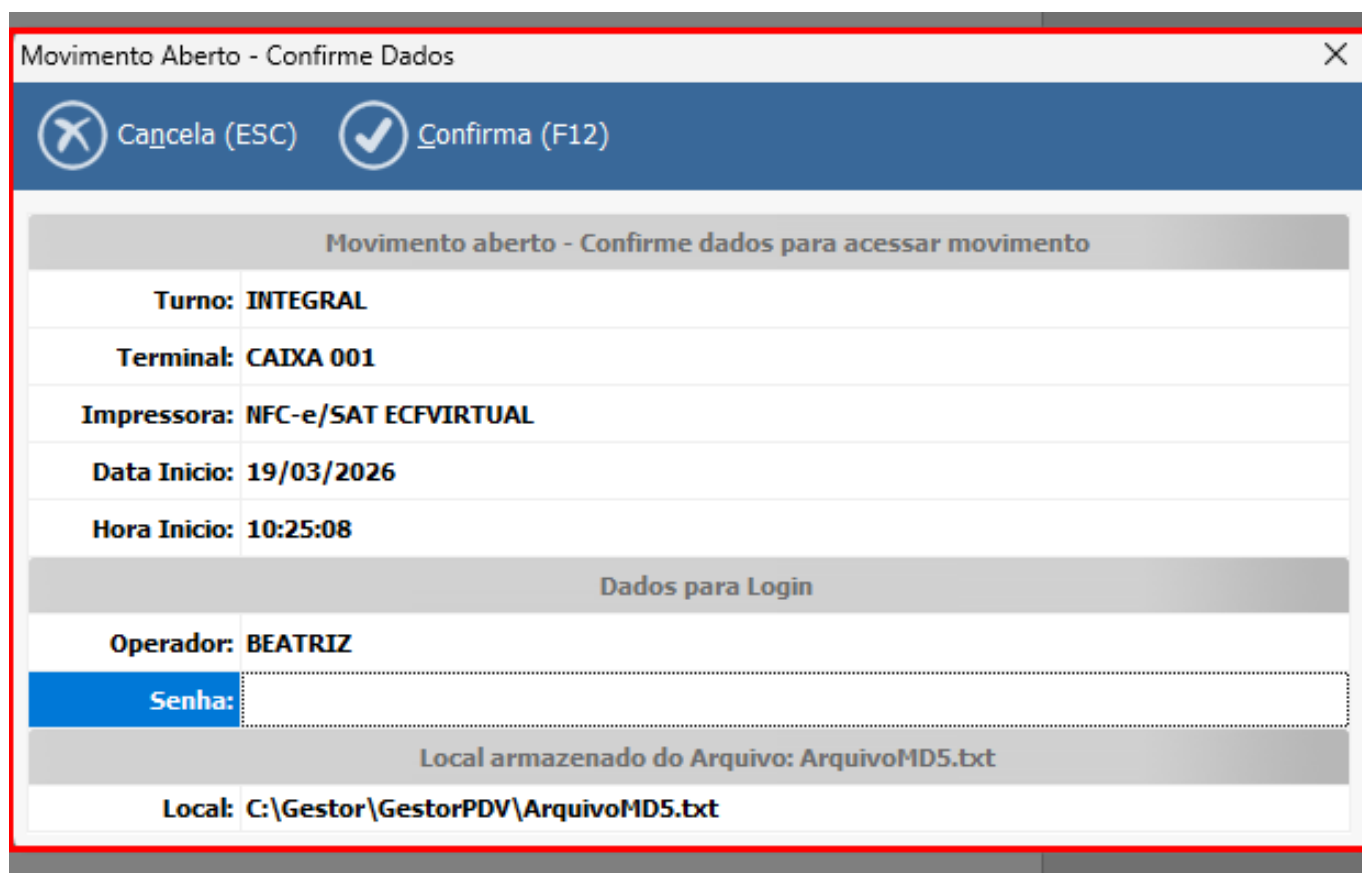 Movimento Aberto - Confirme Dados
Cancela (ESC) Confirma (F12)
Movimento aberto - Confirme dados para acessar movimento
Turno: INTEGRAL
Terminal: CAIXA 001
Impressora: NFC-e/SAT ECFVIRTUAL
Data Inicio: 19/03/2026
Hora Inicio: 10:25:08
Dados para Login
Operador: BEATRIZ
Senha:
Local armazenado do Arquivo: ArquivoMD5.txt
Local: C:\Gestor\GestorPDV\ArquivoMD5.txt